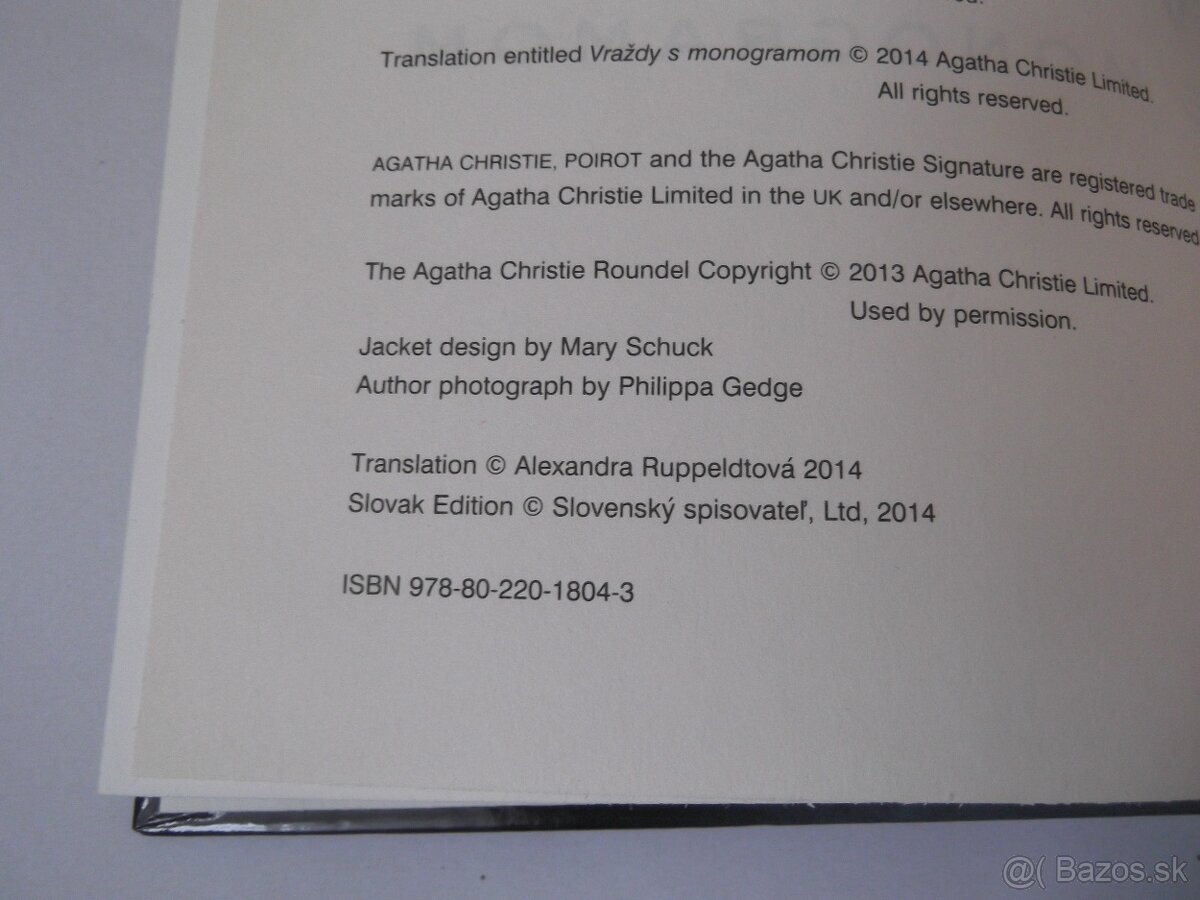 Translation entitled Vraždy s monogramom © 2014 Agatha Christie Limited.
All rights reserved.
AGATHA CHRISTIE, POIROT and the Agatha Christie Signature are registered trade
marks of Agatha Christie Limited in the UK and/or elsewhere. All rights reserved
The Agatha Christie Roundel Copyright © 2013 Agatha Christie Limited.
Used by permission.
Jacket design by Mary Schuck
Author photograph by Philippa Gedge
Translation © Alexandra Ruppeldtová 2014
Slovak Edition © Slovenský spisovateľ, Ltd, 2014
ISBN 978-80-220-1804-3
@( Bazos.sk